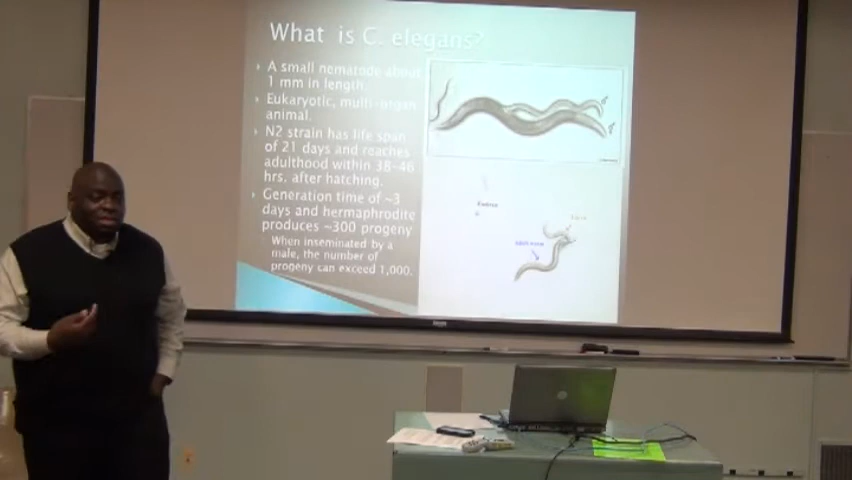 What is C. elegans?
A small nematode about
1 mm in length.
Eukaryotic, multi-organ
animal.
N2 strain has life span
of 21 days and reaches
adulthood within 38-46
hrs. after hatching.
Generation time of ~3
days and hermaphrodite
produces ~300 progeny
When inseminated by a
male, the number of
progeny can exceed 1,000.